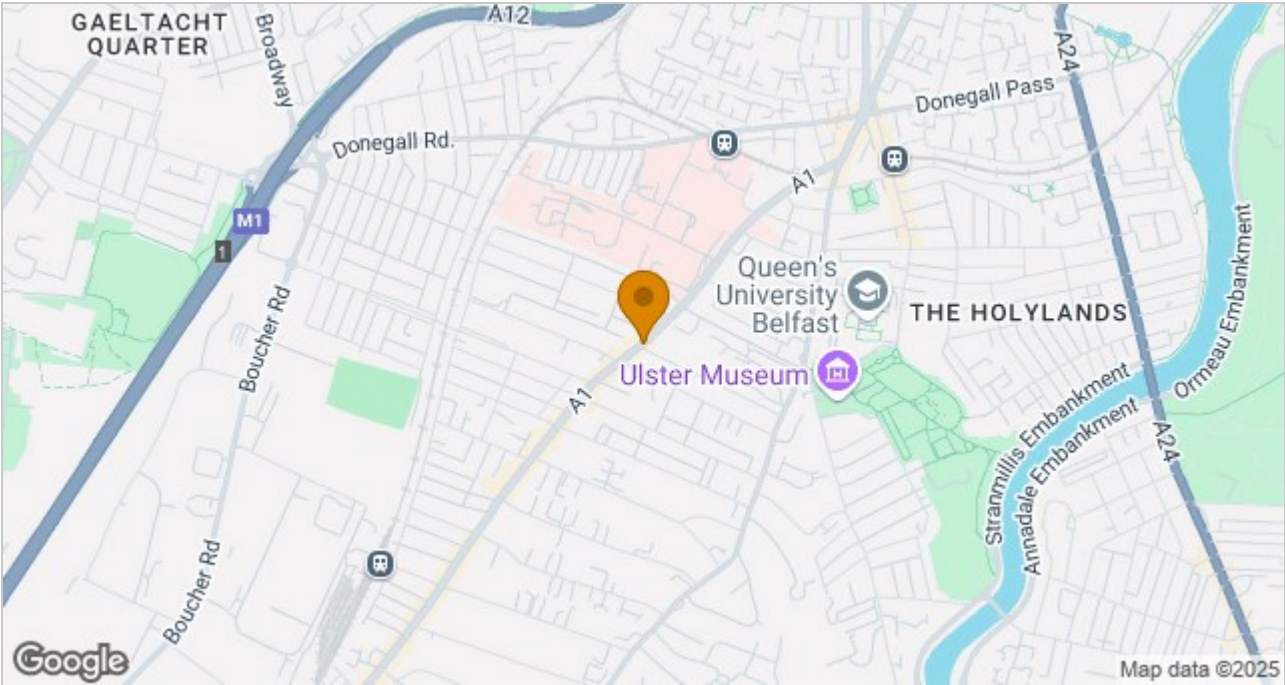 GAELTACHT
QUARTER
Broadway
A12
A24
Donegall Pass
Donegall Rd.
A1
M1
1
Queen's
University
Belfast
THE HOLYLANDS
Boucher Rd
Ulster Museum
A1
Ormeau Embankment
Stranmillis Embankment
Annadale Embankment
A24
Boucher Rd
Google
Map data ©2025